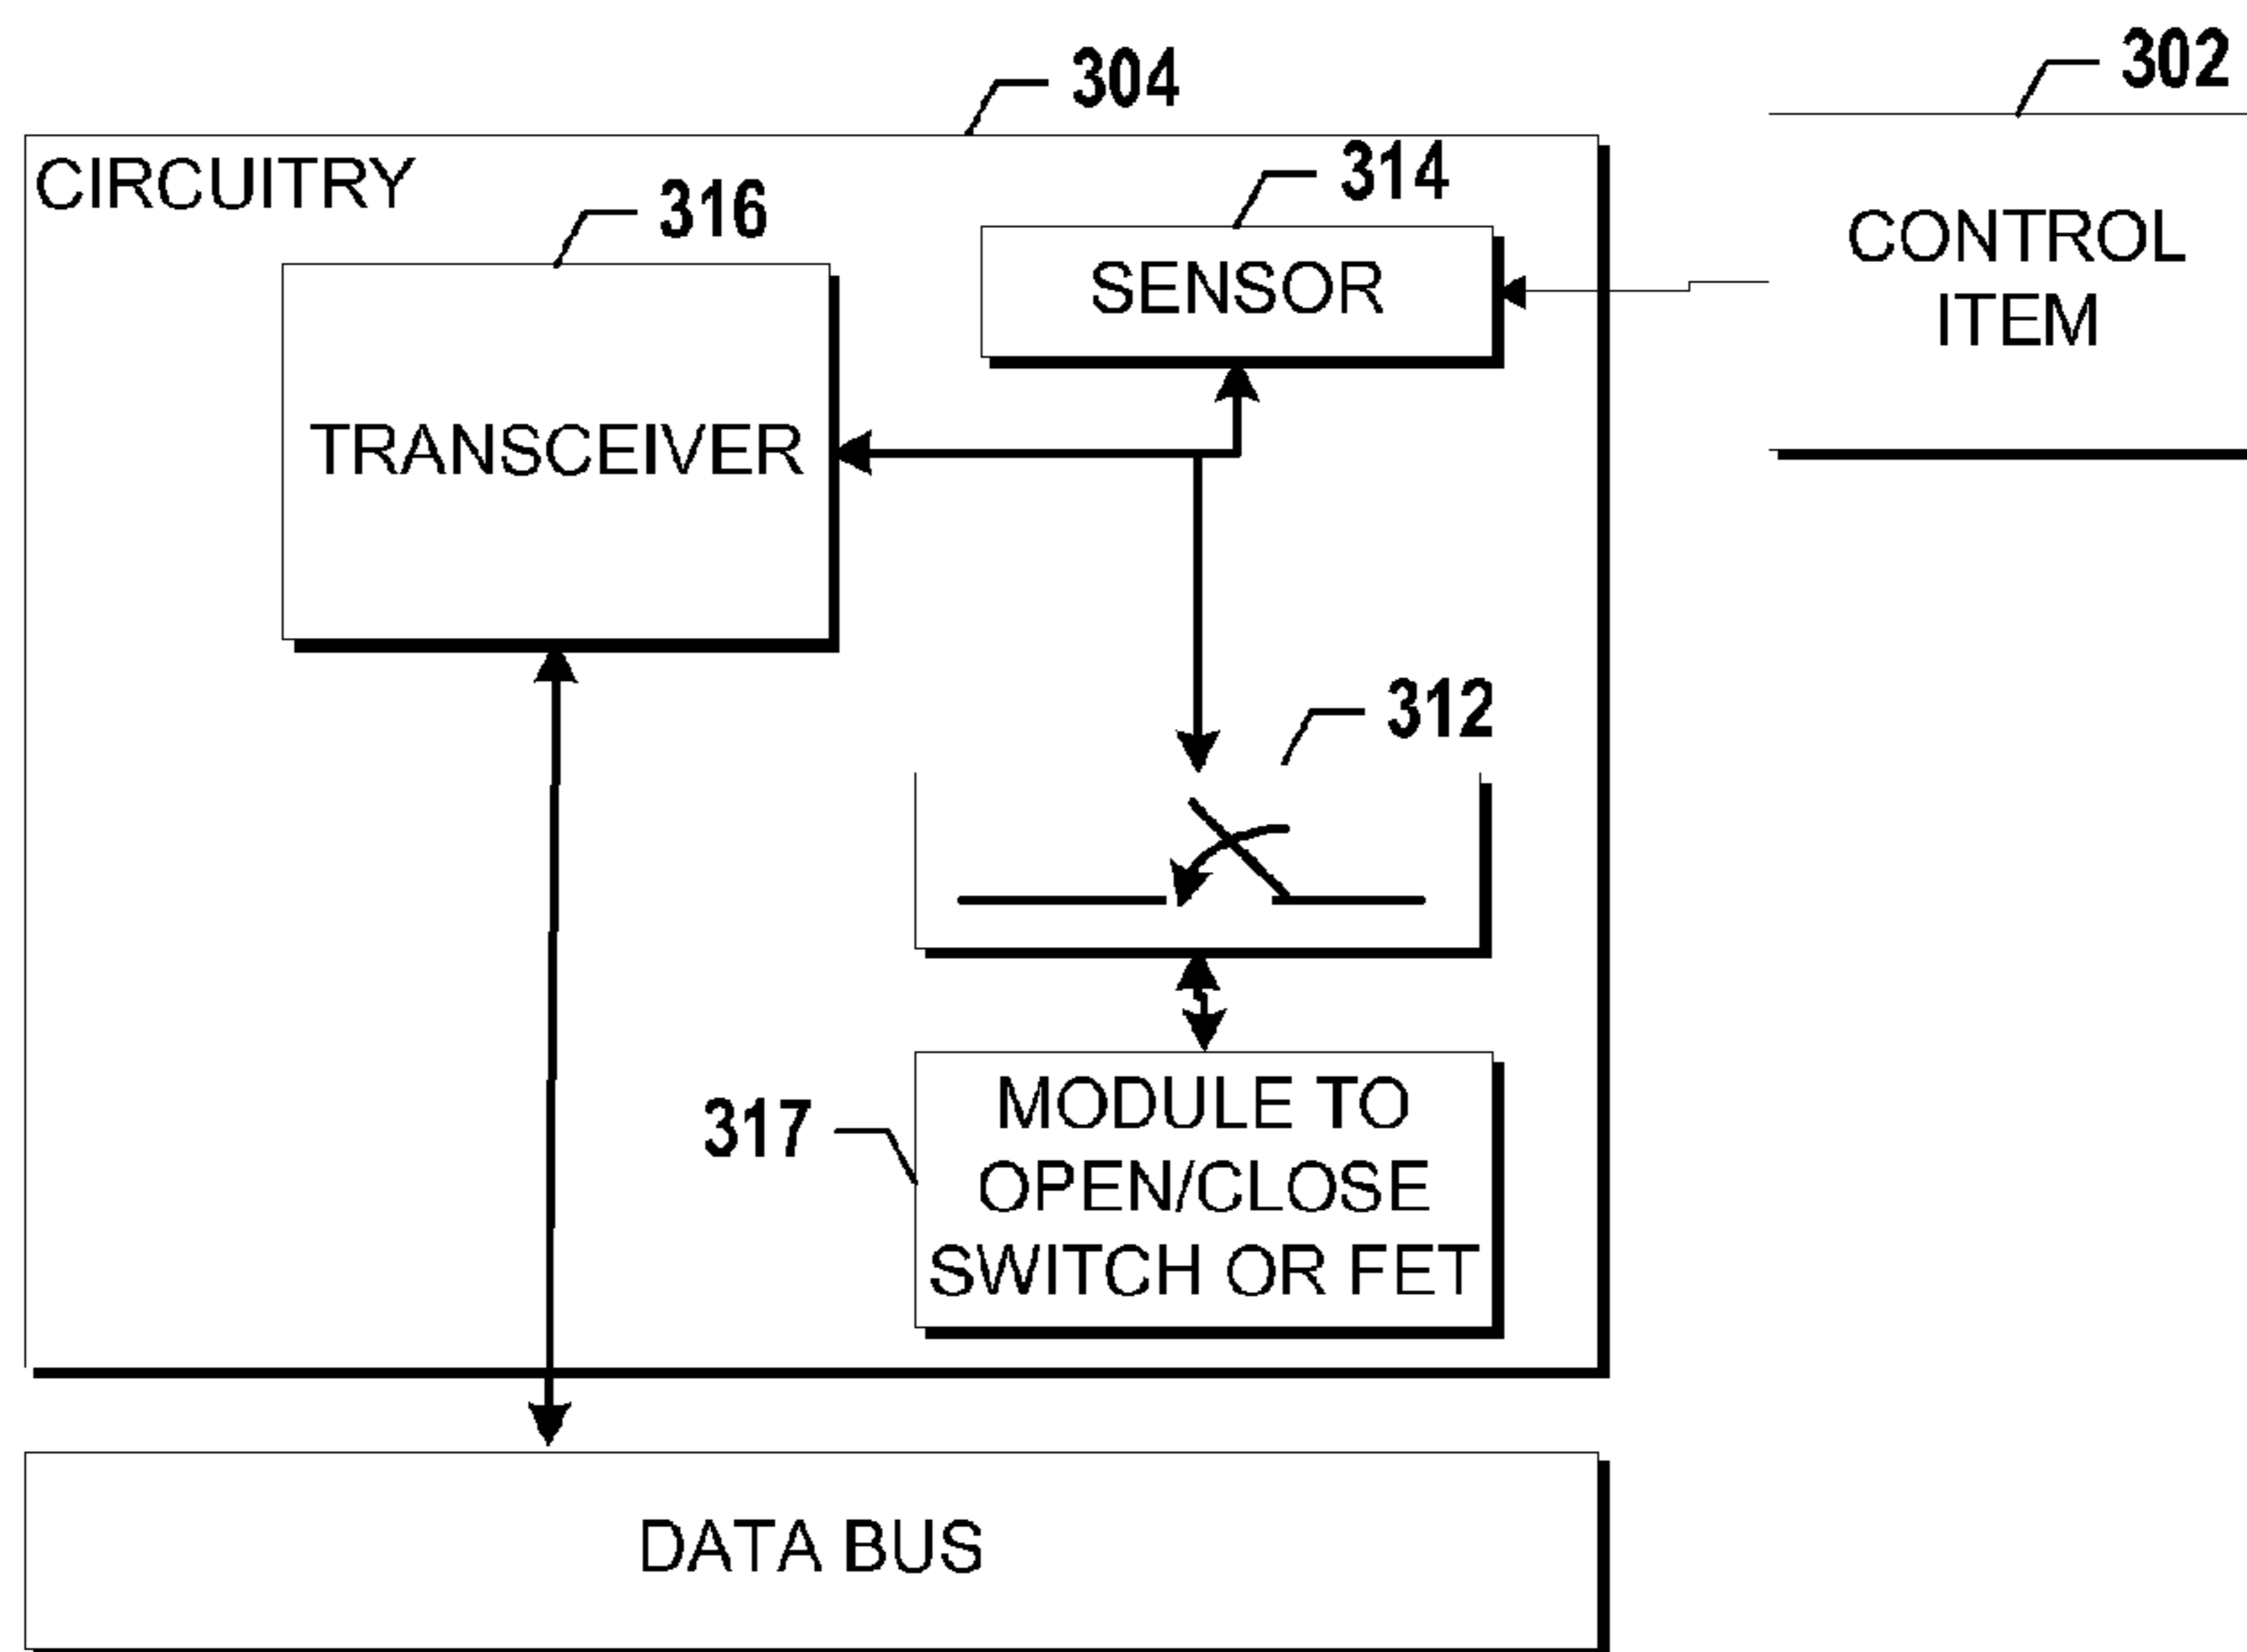 302
304
CIRCUITRY
314
316
SENSOR
CONTROL
ITEM
TRANSCEIVER
312
317
MODULE TO
OPEN/CLOSE
SWITCH OR FET
DATA BUS